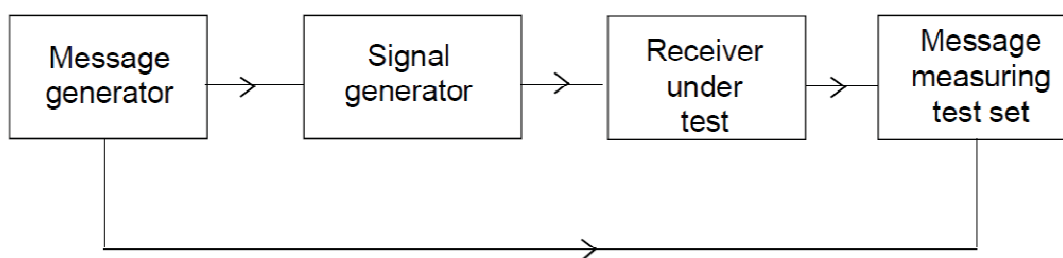 Message
generator
Signal
generator
Receiver
under
test
Message
measuring
test set